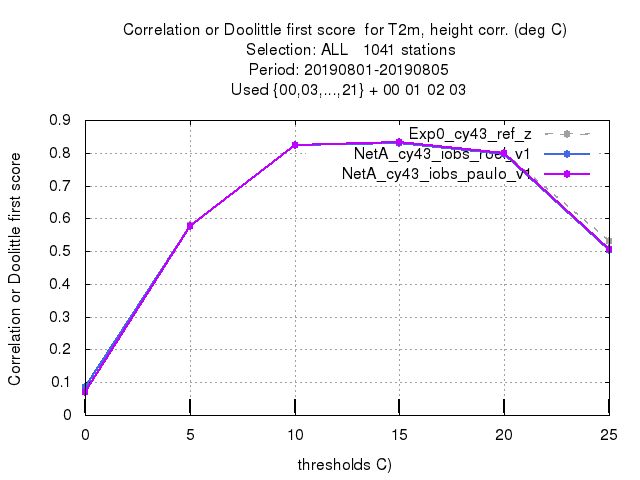 Correlation or Doolittle first score  for T2m, height corr. (deg C)
Selection: ALL   1041 stations
Period: 20190801-20190805
Used {00,03,...,21} + 00 01 02 03
Correlation or Doolittle first score
0.9
0.8
0.7
0.6
0.5
0.4
0.3
0.2
0.1
0
Exp0_cy43_ref_z
NetA_cy43_iobs_roel_v1
NetA_cy43_iobs_paulo_v1
0 5 10 15 20 25
thresholds C)